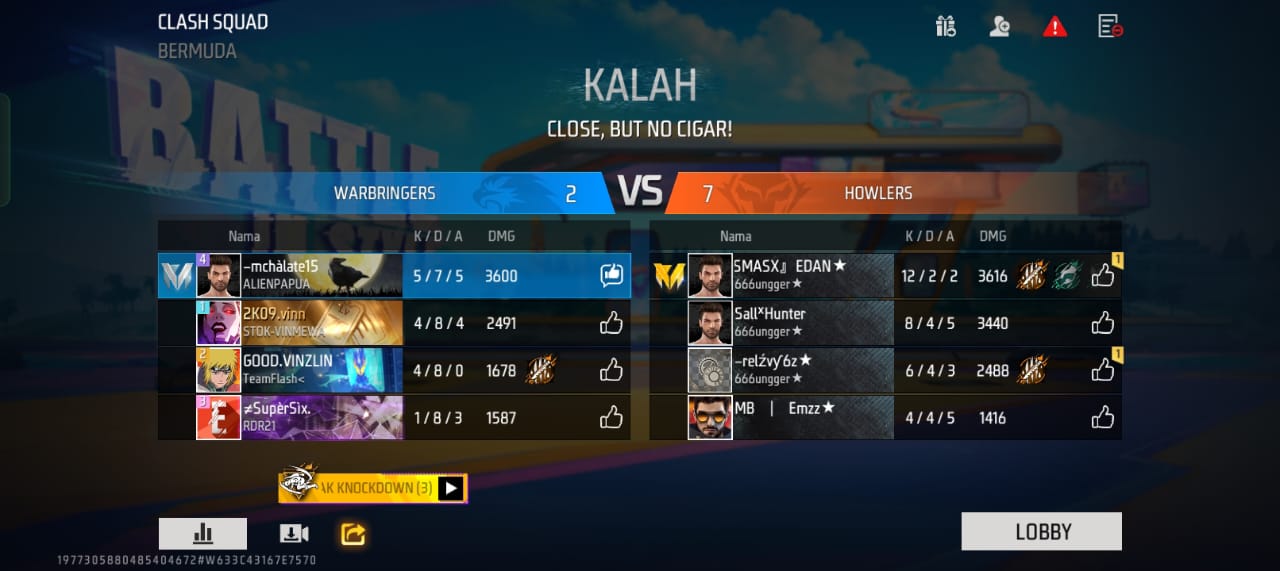 CLASH SQUAD
BERMUDA
KALAH
CLOSE, BUT NO CIGAR!
WARBRINGERS 2 VS 7 HOWLERS
Nama K / D / A DMG Nama K / D / A DMG
4 –mchàlate15 5 / 7 / 5 3600
ALIENPAPUA
SMASX』 EDAN★ 12 / 2 / 2 3616 1
666ungger★
1 2K09.vinn 4 / 8 / 4 2491
STOK-VINMEWA
SallˣHunter 8 / 4 / 5 3440
666ungger★
2 GOOD.VINZLIN 4 / 8 / 0 1678
TeamFlash<
–relźvyʃ6z★ 6 / 4 / 3 2488 1
666ungger★
3 ≠SupèrSìx. 1 / 8 / 3 1587
RDR21
MB | Emzz★ 4 / 4 / 5 1416
AK KNOCKDOWN (3)
LOBBY
1977305880485404672#W633C43167E7570
BATTLE